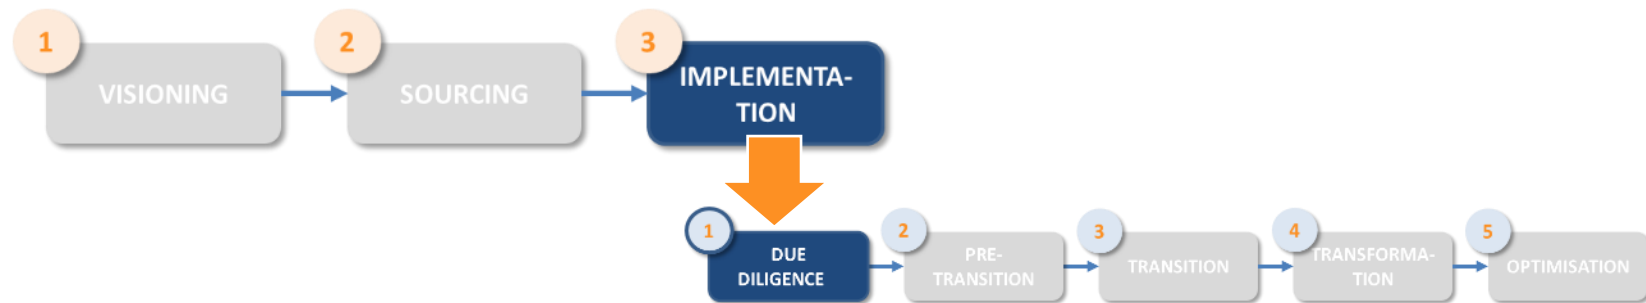 1
VISIONING
2
SOURCING
3
IMPLEMENTA-
TION
1
DUE
DILIGENCE
2
PRE-
TRANSITION
3
TRANSITION
4
TRANSFORMA-
TION
5
OPTIMISATION